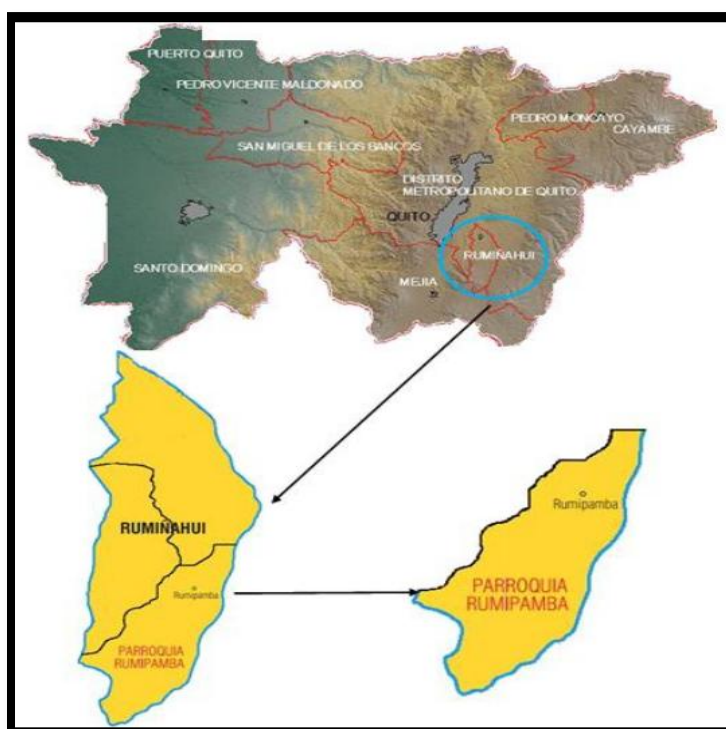 PUERTO QUITO
PEDRO VICENTE MALDONADO
PEDRO MONCAYO
CAYAMBE
SAN MIGUEL DE LOS BANCOS
DISTRITO
METROPOLITANO DE QUITO
QUITO
RUMIÑAHUI
SANTO DOMINGO
MEJIA
RUMIÑAHUI
Rumipamba
PARROQUIA
RUMIPAMBA
Rumipamba
PARROQUIA
RUMIPAMBA